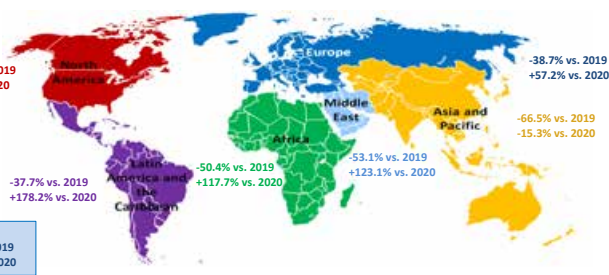 North
America
019
20
Europe
-38.7% vs. 2019
+57.2% vs. 2020
Middle
East
Asia and
Pacific
-66.5% vs. 2019
-15.3% vs. 2020
Africa
-53.1% vs. 2019
+123.1% vs. 2020
-50.4% vs. 2019
+117.7% vs. 2020
Latin
America and
the
Caribbean
-37.7% vs. 2019
+178.2% vs. 2020
019
2020